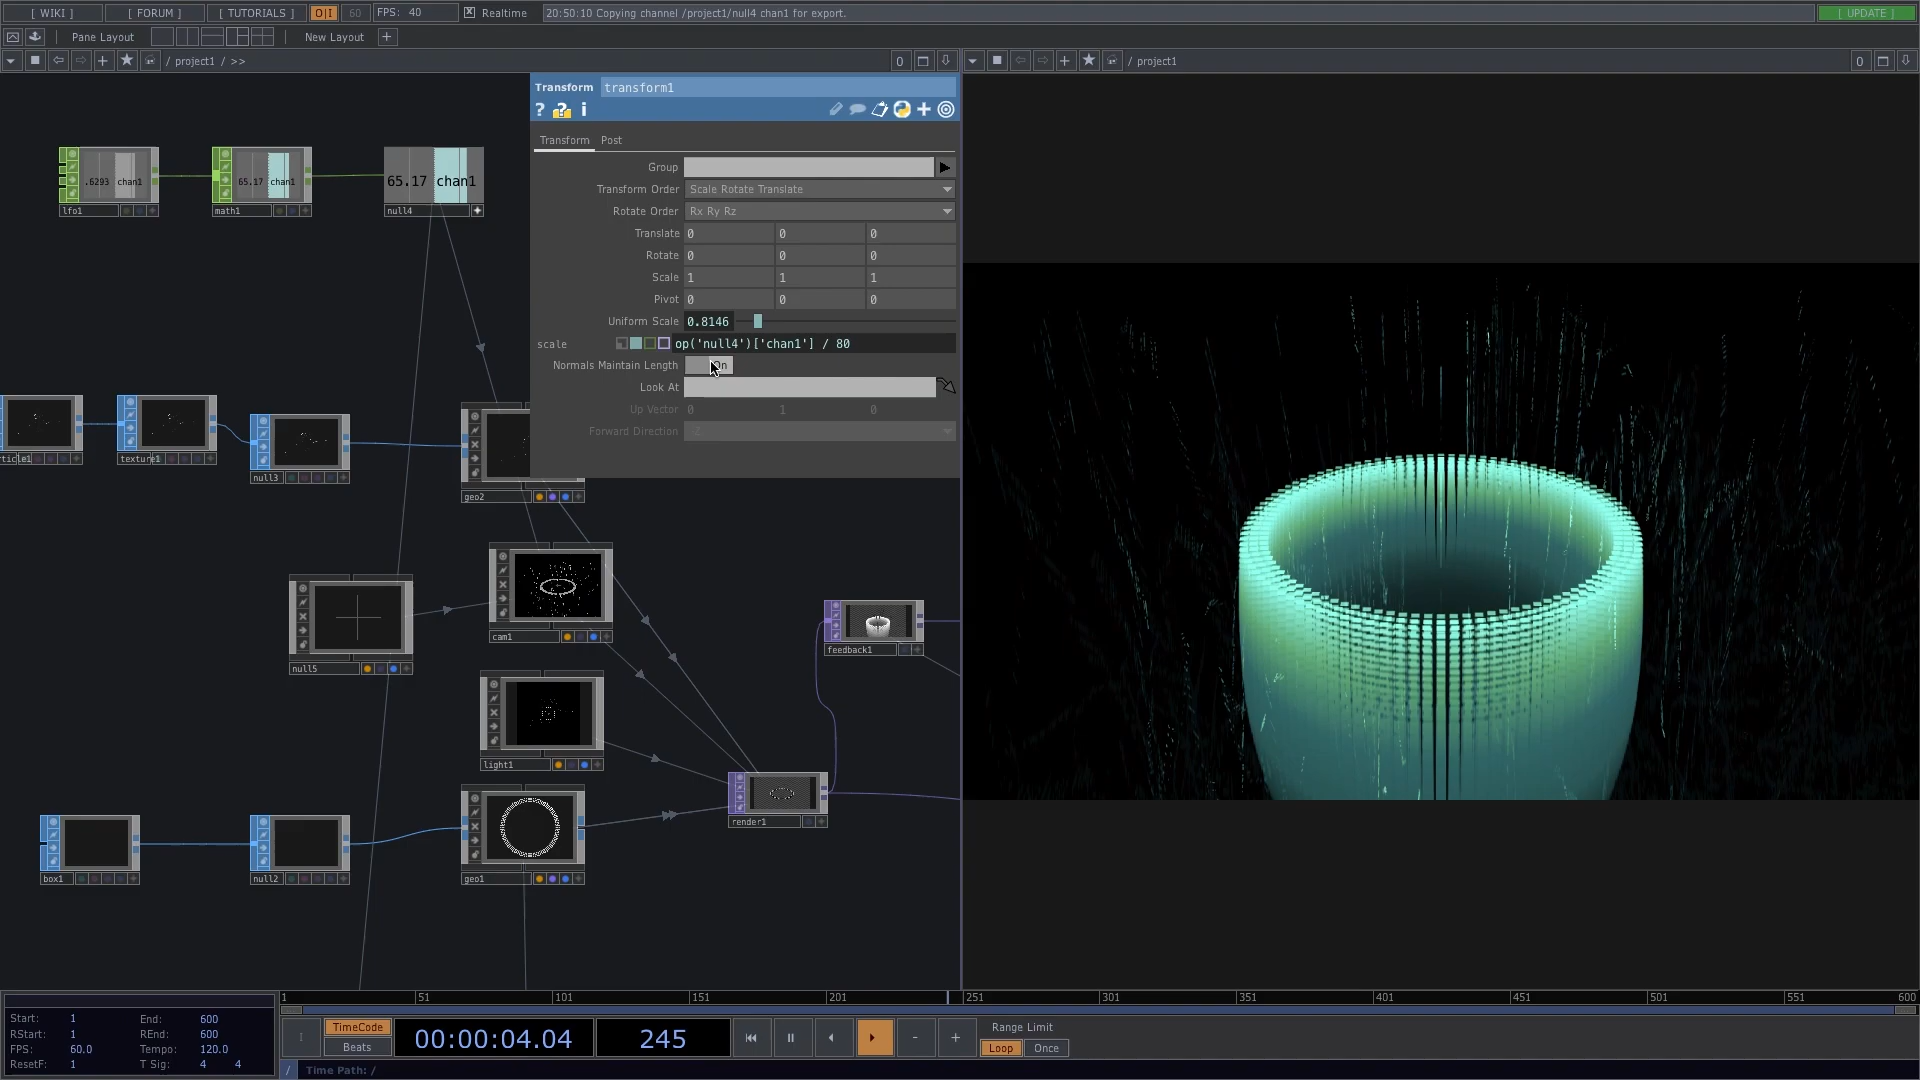 [ WIKI ] [ FORUM ] [ TUTORIALS ] O|I 60 FPS: 40 Realtime 20:50:10 Copying channel /project1/null4 chan1 for export. [ UPDATE ]
Pane Layout New Layout +
/ project1 / >> 0 / project1 0
Transform transform1
? ? i
Transform Post
Group
Transform Order Scale Rotate Translate
Rotate Order Rx Ry Rz
Translate 0 0 0
Rotate 0 0 0
Scale 1 1 1
Pivot 0 0 0
Uniform Scale 0.8146
scale op('null4')['chan1'] / 80
Normals Maintain Length On
Look At
Up Vector 0 1 0
Forward Direction
.6293 chan1
lfo1
65.17 chan1
math1
65.17 chan1
null4
texture1
null3
geo2
null5
cam1
light1
feedback1
render1
box1
null2
geo1
1 51 101 151 201 251 301 351 401 451 501 551 600
Start: 1 End: 600
RStart: 1 REnd: 600
FPS: 60.0 Tempo: 120.0
ResetF: 1 T Sig: 4 4
I TimeCode
Beats
00:00:04.04 245
- +
Range Limit
Loop Once
/ Time Path: /